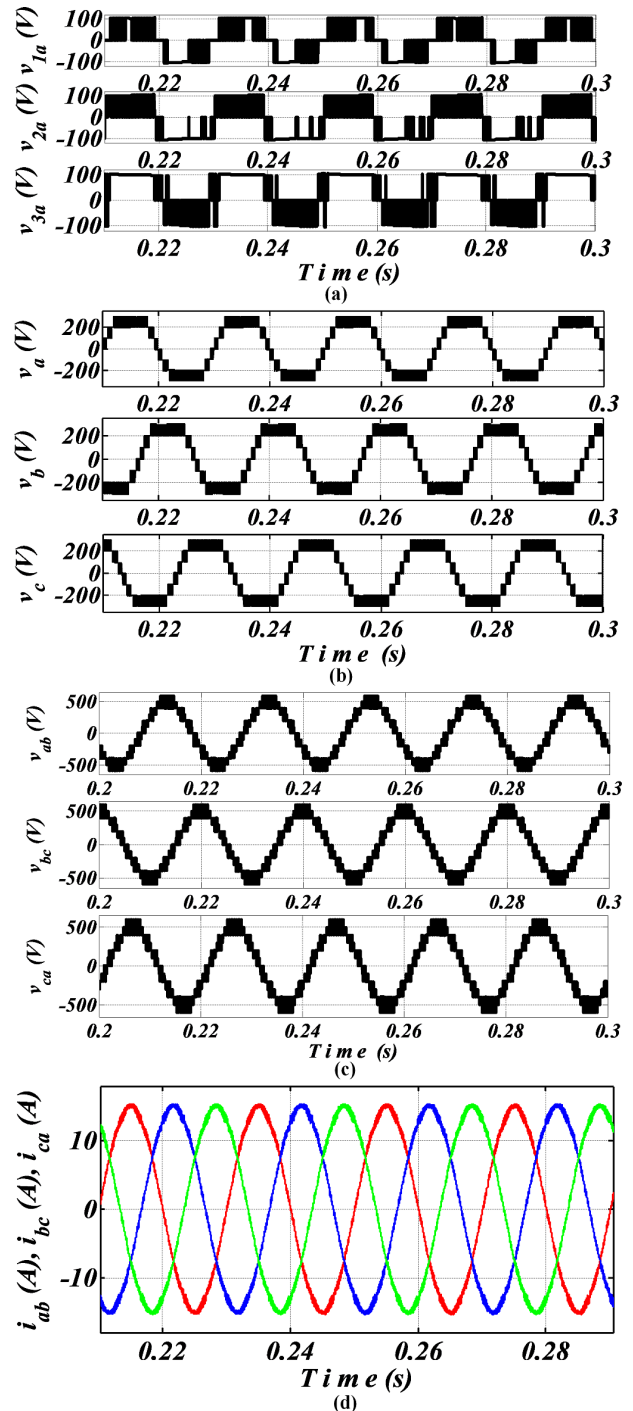 v1a (V)
100
0
-100
0.22 0.24 0.26 0.28 0.3
v2a (V)
100
0
-100
0.22 0.24 0.26 0.28 0.3
v3a (V)
100
0
-100
0.22 0.24 0.26 0.28 0.3
Time(s)
(a)
va (V)
200
0
-200
0.22 0.24 0.26 0.28 0.3
vb (V)
200
0
-200
0.22 0.24 0.26 0.28 0.3
vc (V)
200
0
-200
0.22 0.24 0.26 0.28 0.3
Time (s)
(b)
vab (V)
500
0
-500
0.2 0.22 0.24 0.26 0.28 0.3
vbc (V)
500
0
-500
0.2 0.22 0.24 0.26 0.28 0.3
vca (V)
500
0
-500
0.2 0.22 0.24 0.26 0.28 0.3
Time (s)
(c)
iab (A), ibc (A), ica (A)
10
0
-10
0.22 0.24 0.26 0.28
Time(s)
(d)